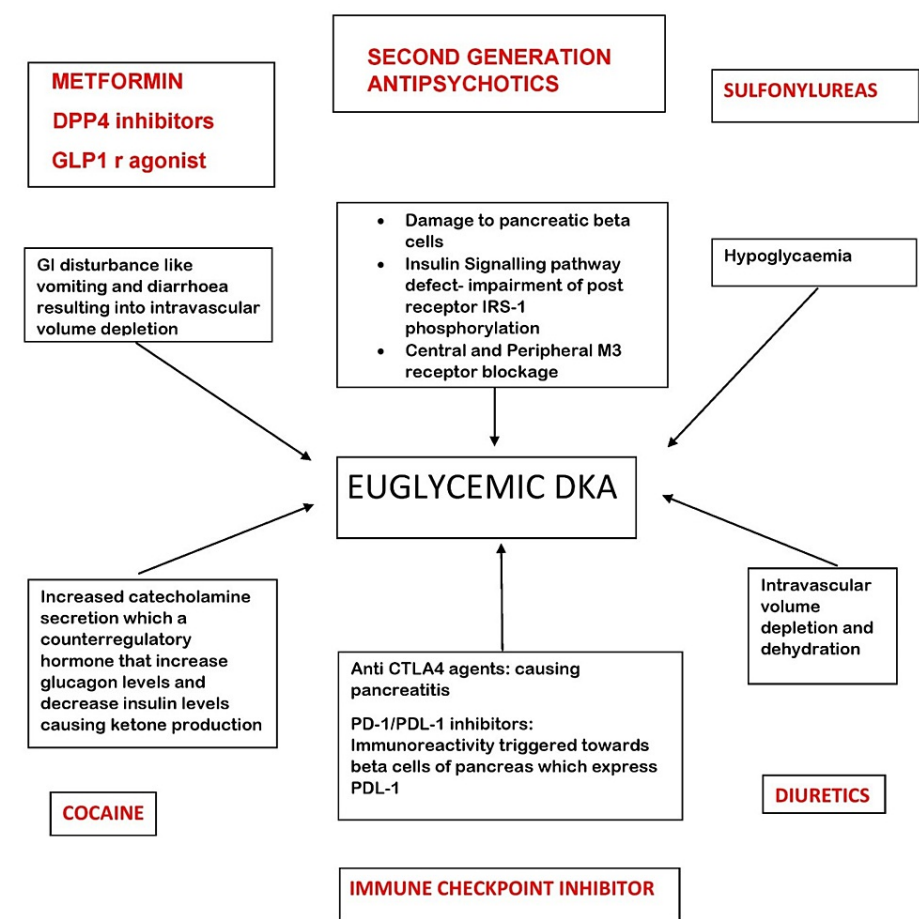 SECOND GENERATION
ANTIPSYCHOTICS
METFORMIN
DPP4 inhibitors
GLP1 r agonist
SULFONYLUREAS
GI disturbance like
vomiting and diarrhoea
resulting into intravascular
volume depletion
• Damage to pancreatic beta
cells
• Insulin Signalling pathway
defect- impairment of post
receptor IRS-1
phosphorylation
• Central and Peripheral M3
receptor blockage
Hypoglycaemia
EUGLYCEMIC DKA
Increased catecholamine
secretion which a
counterregulatory
hormone that increase
glucagon levels and
decrease insulin levels
causing ketone production
Anti CTLA4 agents: causing
pancreatitis
PD-1/PDL-1 inhibitors:
Immunoreactivity triggered towards
beta cells of pancreas which express
PDL-1
Intravascular
volume
depletion and
dehydration
COCAINE
DIURETICS
IMMUNE CHECKPOINT INHIBITOR